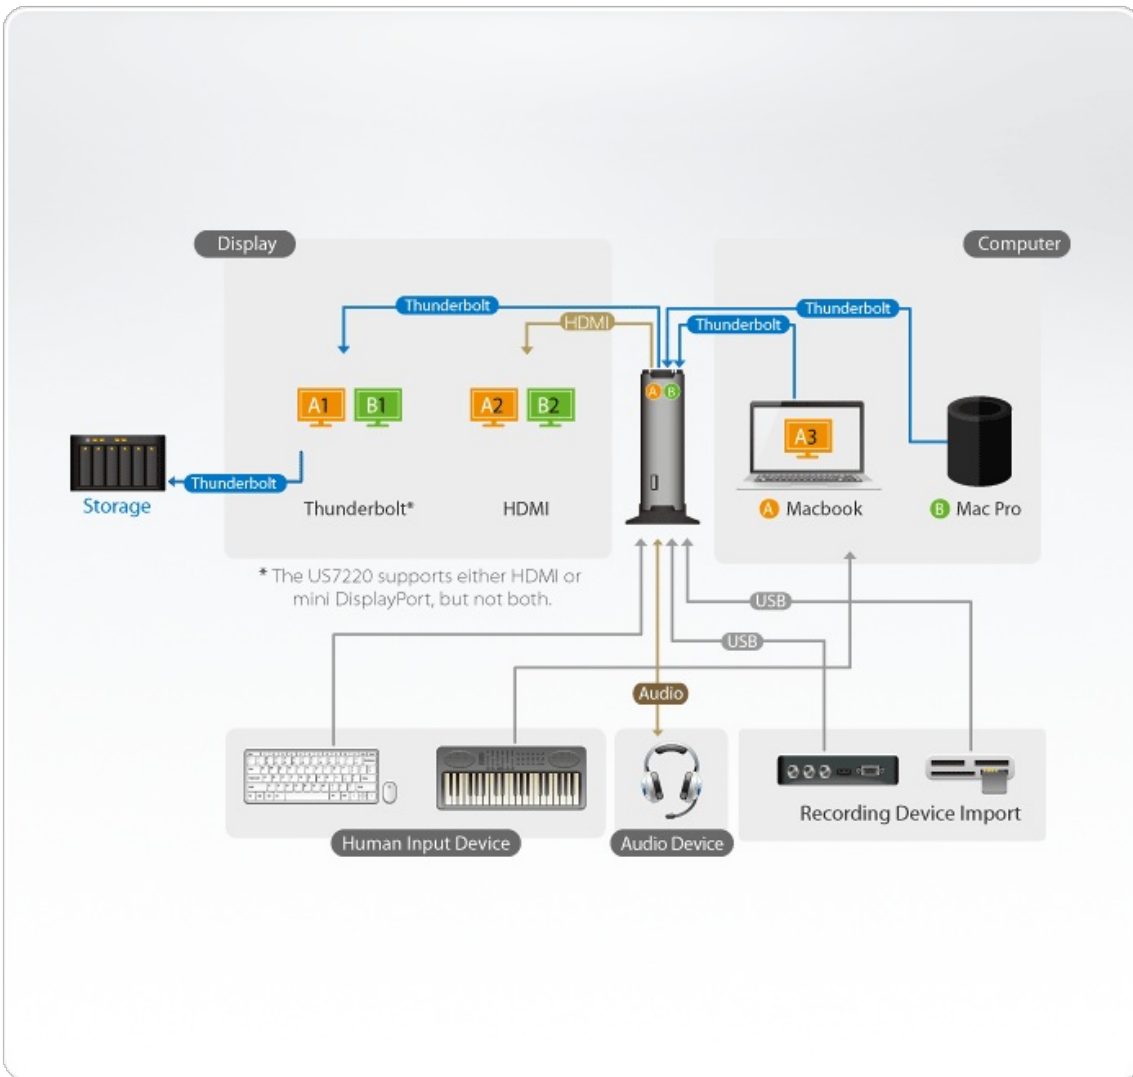 Display
Computer
Thunderbolt
HDMI
Thunderbolt
Thunderbolt
A B
A1
B1
A2
B2
A3
Thunderbolt
Storage
Thunderbolt*
HDMI
A Macbook
B Mac Pro
* The US7220 supports either HDMI or
mini DisplayPort, but not both.
USB
USB
Audio
Recording Device Import
Human Input Device
Audio Device